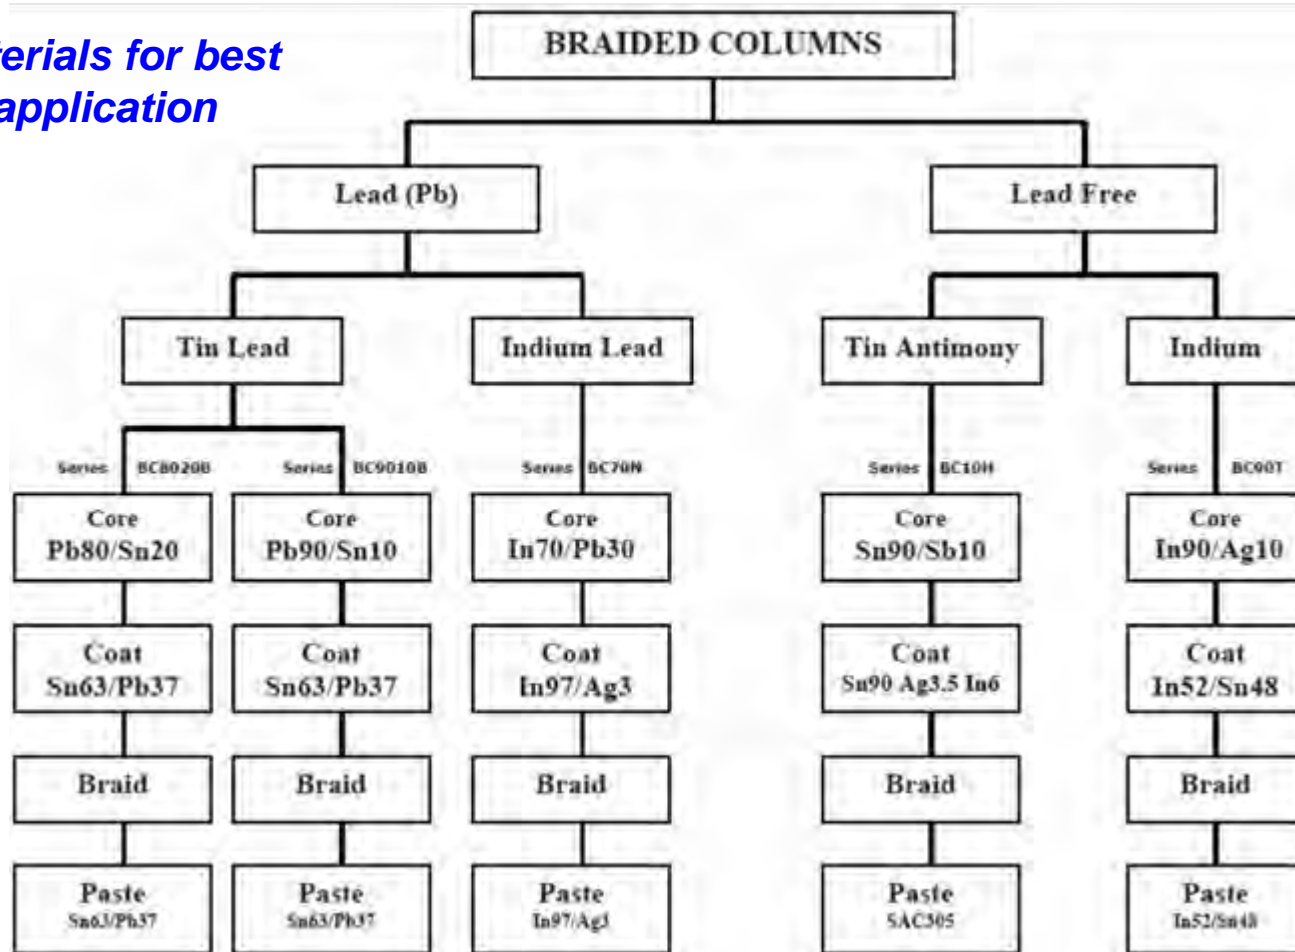 terials for best
application
BRAIDED COLUMNS
Lead (Pb)
Lead Free
Tin Lead
Indium Lead
Tin Antimony
Indium
Series BC8020B
Series BC9010B
Series BC70N
Series BC10H
Series BC90T
Core
Pb80/Sn20
Core
Pb90/Sn10
Core
In70/Pb30
Core
Sn90/Sb10
Core
In90/Ag10
Coat
Sn63/Pb37
Coat
Sn63/Pb37
Coat
In97/Ag3
Coat
Sn90 Ag3.5 In6
Coat
In52/Sn48
Braid
Braid
Braid
Braid
Braid
Paste
Sn63/Pb37
Paste
Sn63/Pb37
Paste
In97/Ag3
Paste
SAC305
Paste
In52/Sn48